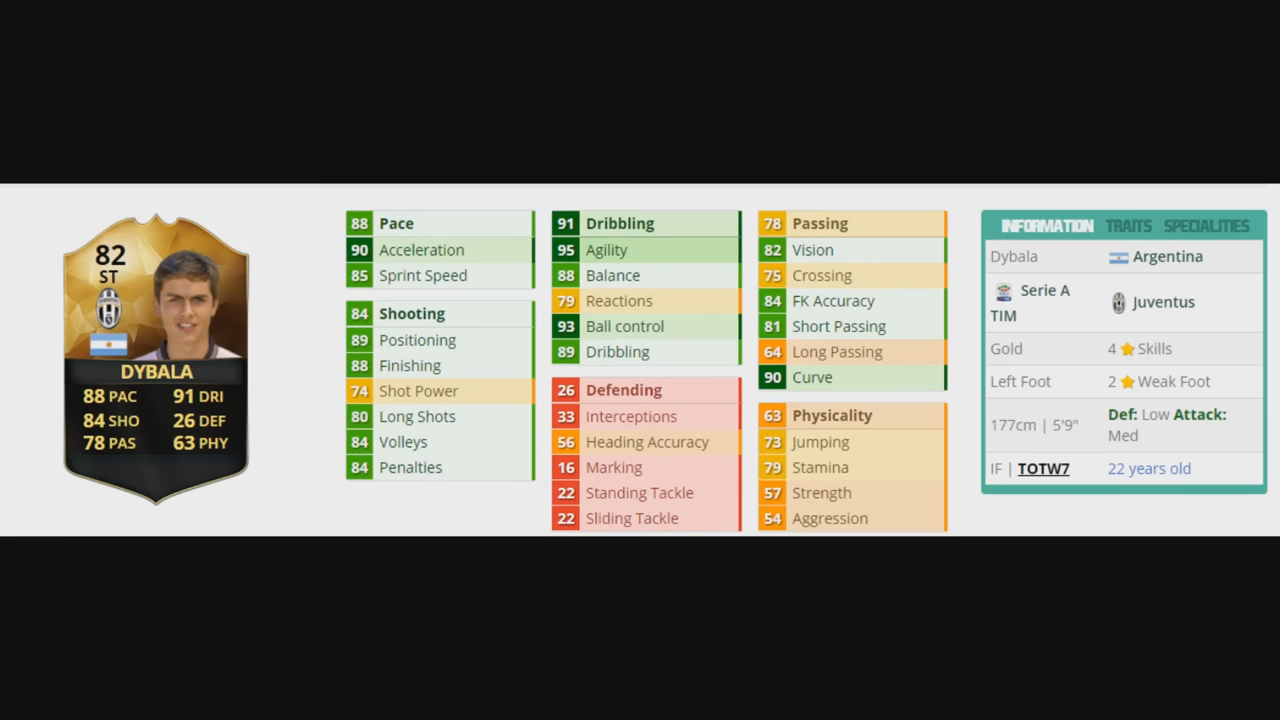 82
ST
DYBALA
88 PAC 91 DRI
84 SHO 26 DEF
78 PAS 63 PHY
88 Pace
90 Acceleration
85 Sprint Speed
84 Shooting
89 Positioning
88 Finishing
74 Shot Power
80 Long Shots
84 Volleys
84 Penalties
91 Dribbling
95 Agility
88 Balance
79 Reactions
93 Ball control
89 Dribbling
26 Defending
33 Interceptions
56 Heading Accuracy
16 Marking
22 Standing Tackle
22 Sliding Tackle
78 Passing
82 Vision
75 Crossing
84 FK Accuracy
81 Short Passing
64 Long Passing
90 Curve
63 Physicality
73 Jumping
79 Stamina
57 Strength
54 Aggression
INFORMATION TRAITS SPECIALITIES
Dybala Argentina
Serie A
TIM
Juventus
Gold 4 Skills
Left Foot 2 Weak Foot
177cm | 5'9"
Def: Low Attack:
Med
IF | TOTW7 22 years old